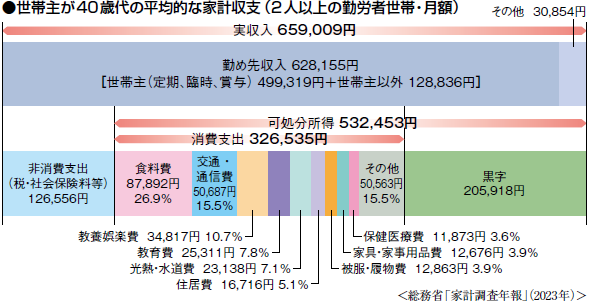 ●世帯主が40歳代の平均的な家計収支(2人以上の勤労者世帯・月額)
その他 30,854円
実収入 659,009円
勤め先収入 628,155円
[世帯主(定期、臨時、賞与) 499,319円+世帯主以外 128,836円]
可処分所得 532,453円
消費支出 326,535円
非消費支出
(税・社会保険料等)
126,556円
食料費
87,892円
26.9%
交通・
通信費
50,687円
15.5%
その他
50,563円
15.5%
黒字
205,918円
教養娯楽費 34,817円 10.7%
教育費 25,311円 7.8%
光熱・水道費 23,138円 7.1%
住居費 16,716円 5.1%
保健医療費 11,873円 3.6%
家具・家事用品費 12,676円 3.9%
被服・履物費 12,863円 3.9%
<総務省「家計調査年報」(2023年)>